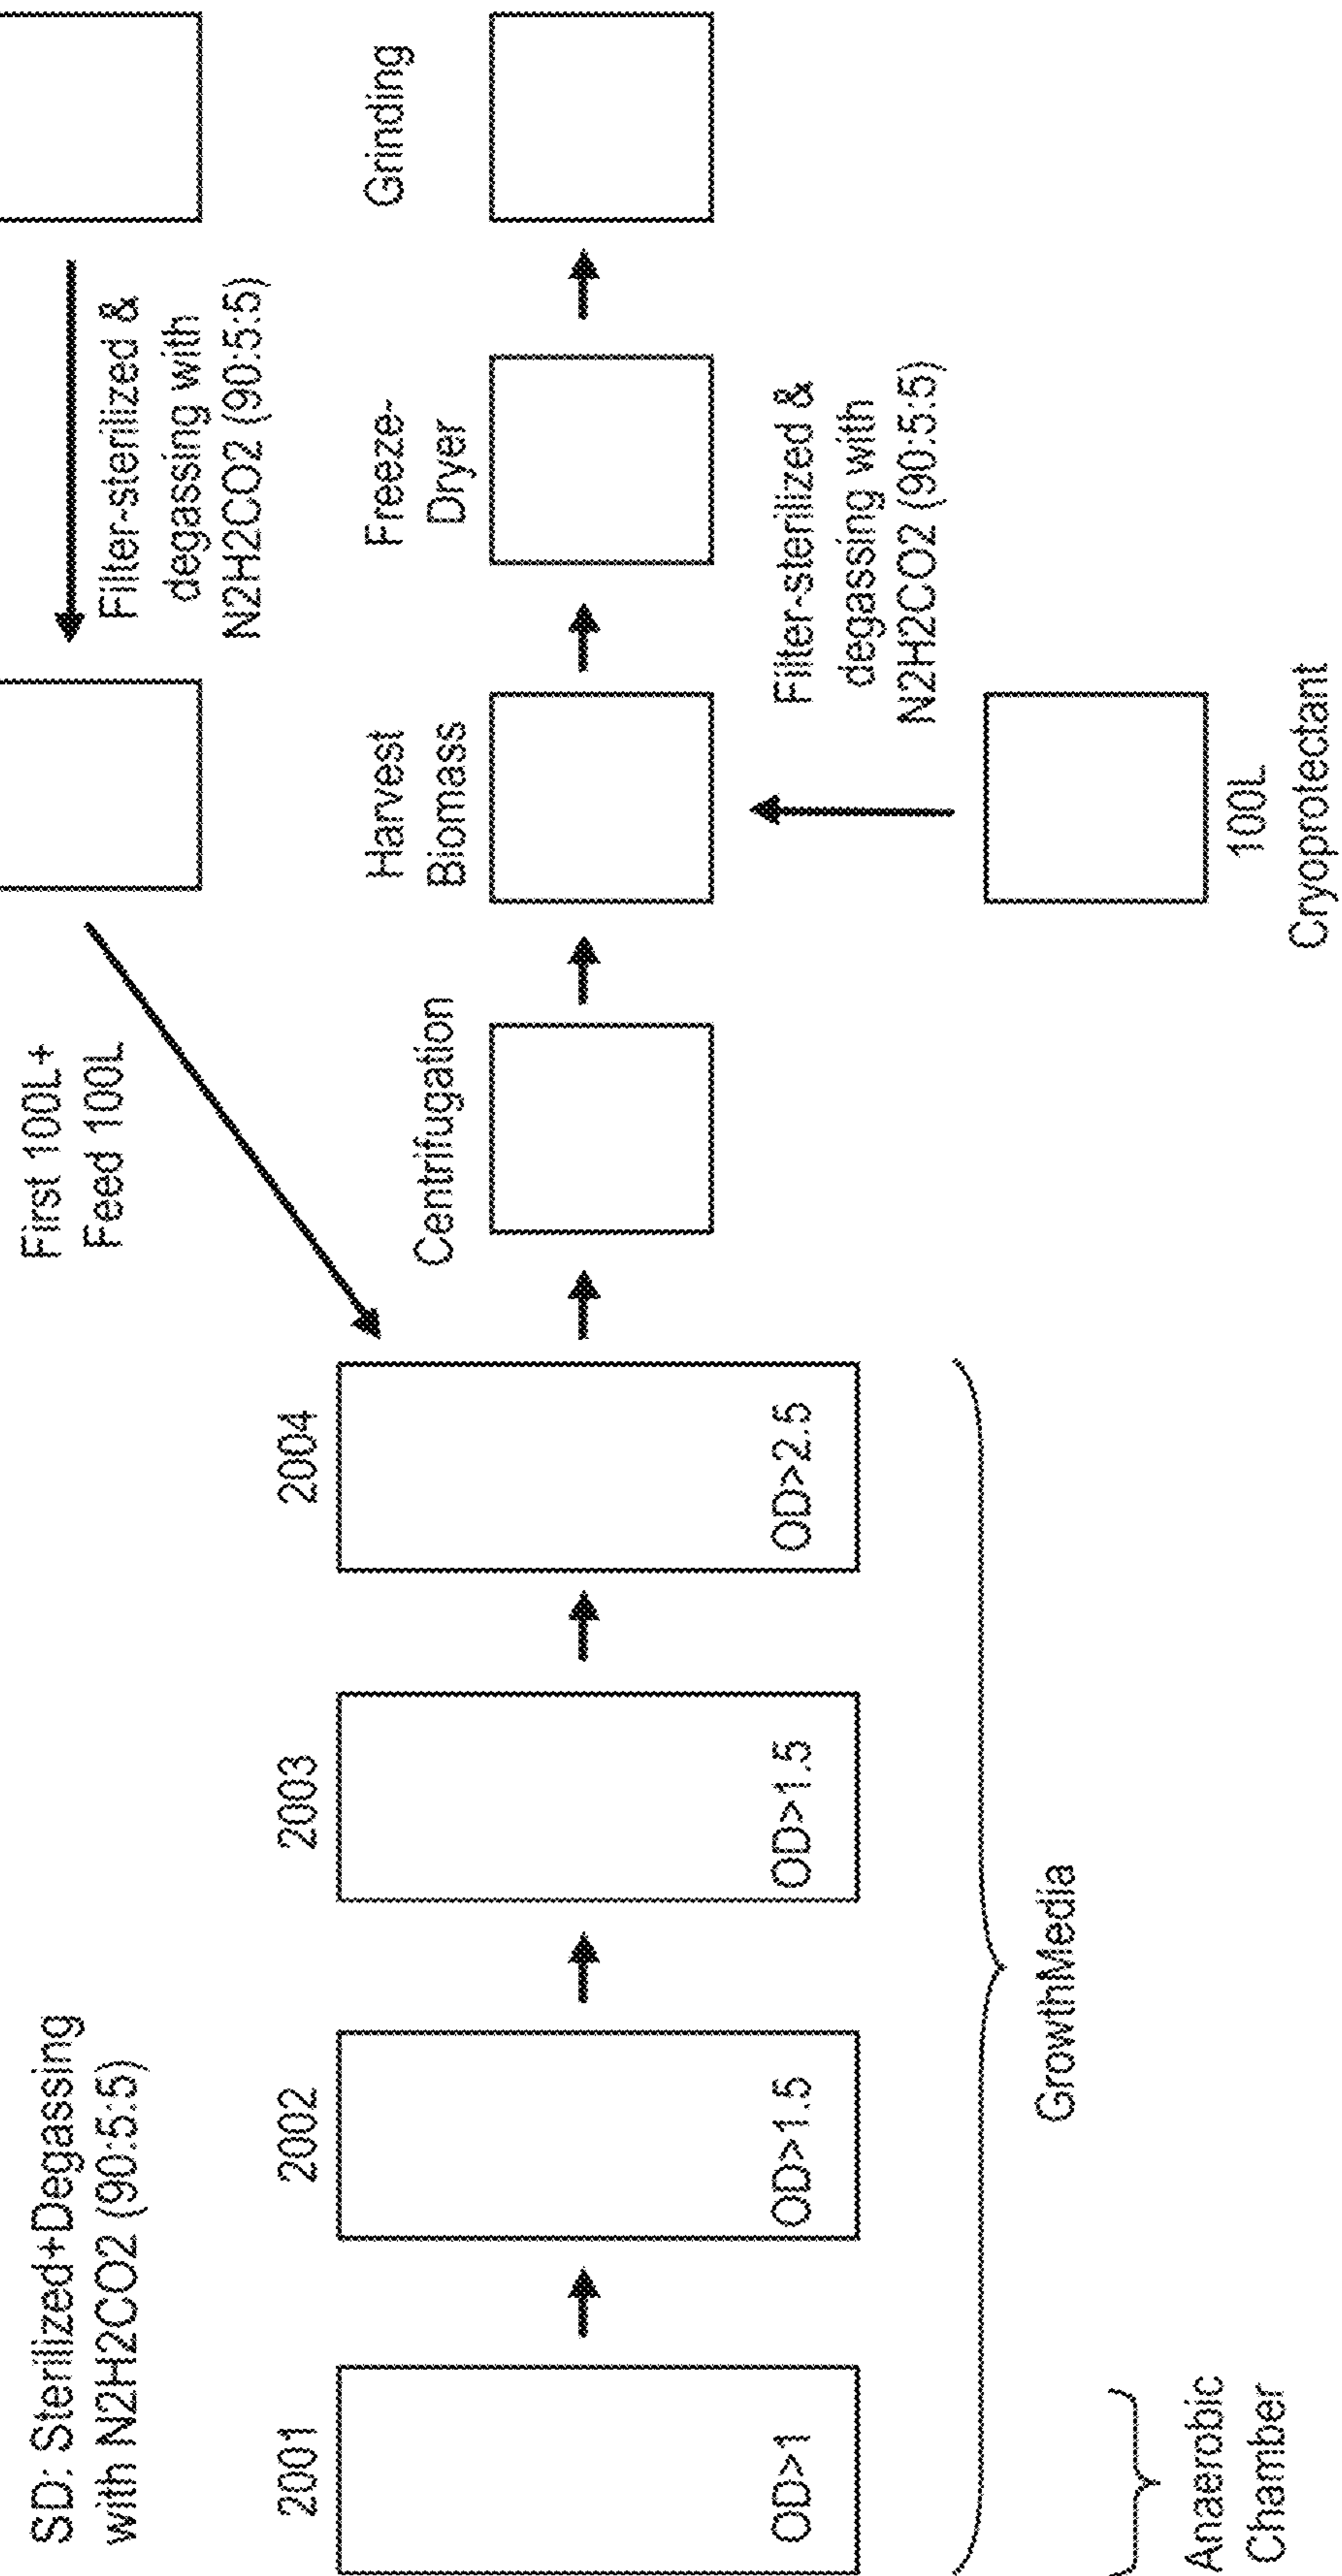 SD: Sterilized+Degassing
with N2H2CO2 (90:5:5)
First 100L+
Feed 100L
Filter-sterilized &
degassing with
N2H2CO2 (90:5:5)
2001
2002
2003
2004
OD>1
OD>1.5
OD>1.5
OD>2.5
Centrifugation
Harvest
Biomass
Freeze-
Dryer
Grinding
Filter-sterilized &
degassing with
N2H2CO2 (90:5:5)
100L
Cryoprotectant
GrowthMedia
Anaerobic
Chamber